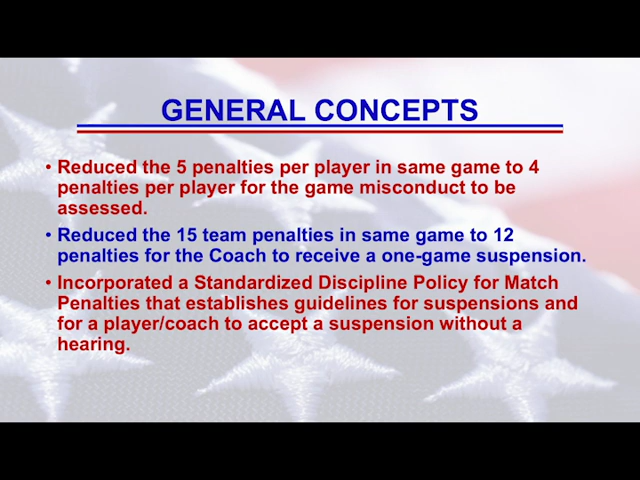 GENERAL CONCEPTS
• Reduced the 5 penalties per player in same game to 4
penalties per player for the game misconduct to be
assessed.
• Reduced the 15 team penalties in same game to 12
penalties for the Coach to receive a one-game suspension.
• Incorporated a Standardized Discipline Policy for Match
Penalties that establishes guidelines for suspensions and
for a player/coach to accept a suspension without a
hearing.